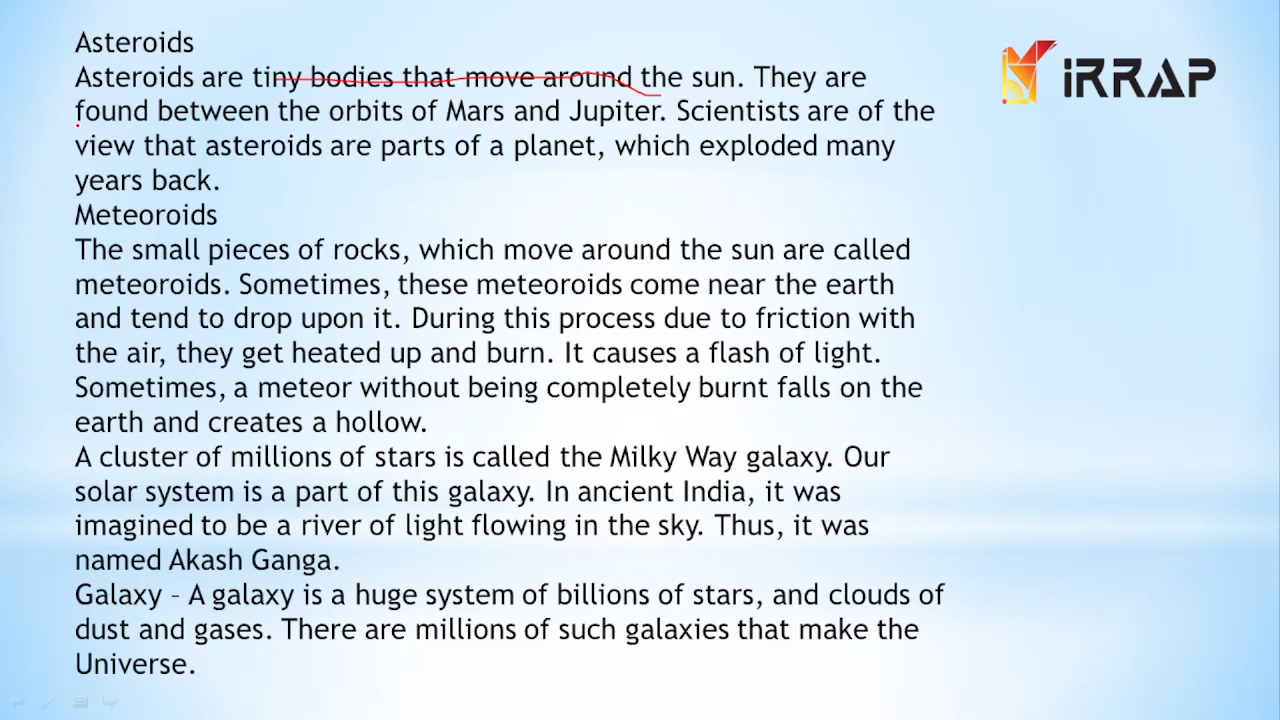 Asteroids
Asteroids are tiny bodies that move around the sun. They are
found between the orbits of Mars and Jupiter. Scientists are of the
view that asteroids are parts of a planet, which exploded many
years back.
Meteoroids
The small pieces of rocks, which move around the sun are called
meteoroids. Sometimes, these meteoroids come near the earth
and tend to drop upon it. During this process due to friction with
the air, they get heated up and burn. It causes a flash of light.
Sometimes, a meteor without being completely burnt falls on the
earth and creates a hollow.
A cluster of millions of stars is called the Milky Way galaxy. Our
solar system is a part of this galaxy. In ancient India, it was
imagined to be a river of light flowing in the sky. Thus, it was
named Akash Ganga.
Galaxy – A galaxy is a huge system of billions of stars, and clouds of
dust and gases. There are millions of such galaxies that make the
Universe.
iRRAP